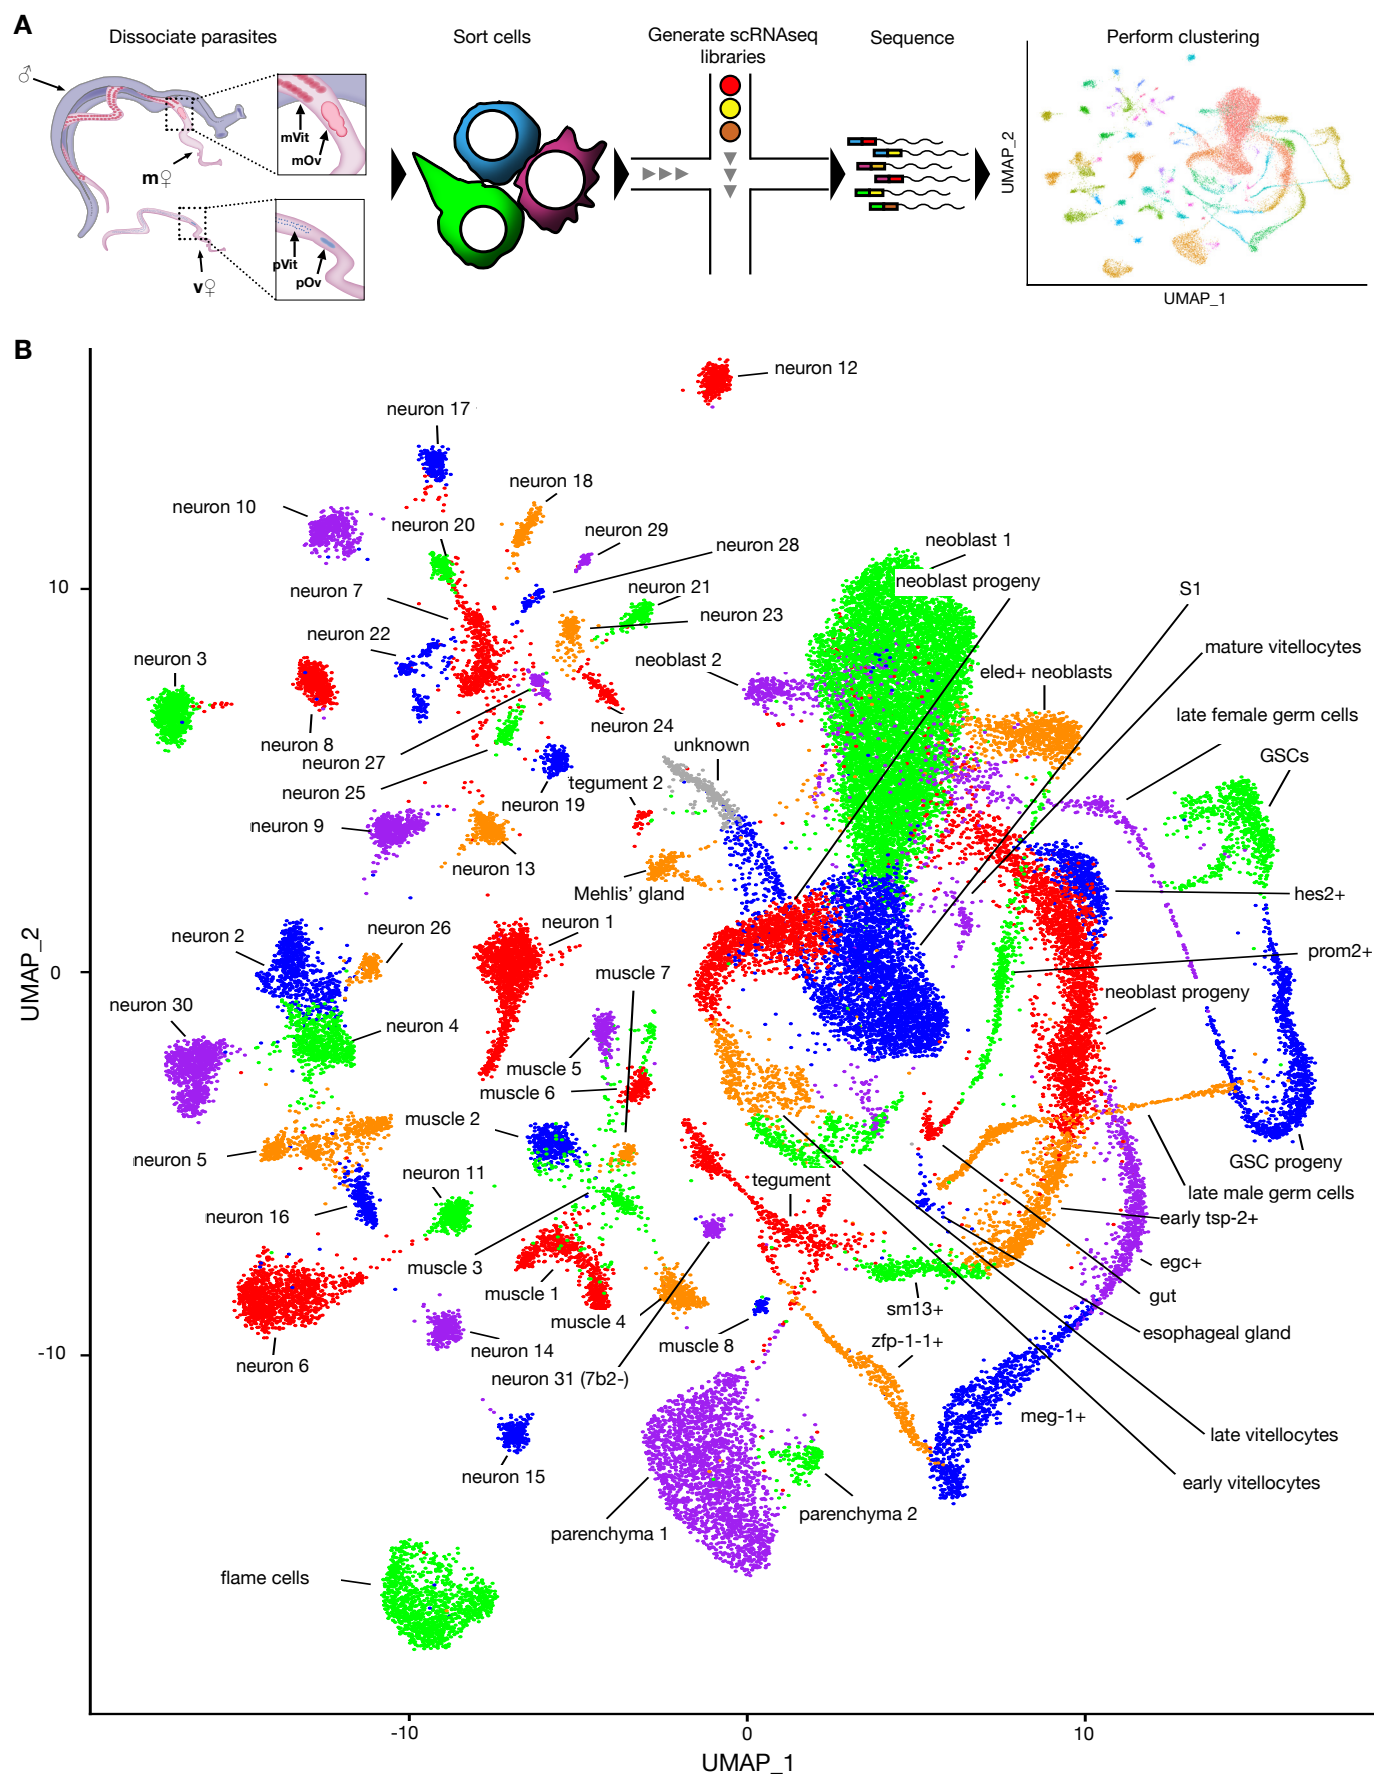 A
Dissociate parasites
Sort cells
Generate scRNAseq
libraries
Sequence
Perform clustering
♂
mVit
mOv
m♀
pVit
pOv
v♀
UMAP_2
UMAP_1
B
neuron 12
neuron 17
neuron 18
neuron 10
neuron 20
neuron 29
neuron 28
neoblast 1
10
neuron 7
neuron 21
neoblast progeny
S1
neuron 23
neuron 22
mature vitellocytes
neuron 3
neoblast 2
eled+ neoblasts
late female germ cells
neuron 24
neuron 8
unknown
GSCs
neuron 27
tegument 2
neuron 25
neuron 19
neuron 9
neuron 13
Mehlis' gland
hes2+
neuron 26
neuron 1
neuron 2
prom2+
0
muscle 7
neoblast progeny
neuron 30
neuron 4
UMAP_2
muscle 5
muscle 6
muscle 2
neuron 5
GSC progeny
neuron 11
tegument
late male germ cells
neuron 16
early tsp-2+
muscle 3
egc+
muscle 1
gut
sm13+
muscle 4
esophageal gland
zfp-1-1+
muscle 8
neuron 14
-10
neuron 6
neuron 31 (7b2-)
meg-1+
late vitellocytes
neuron 15
early vitellocytes
parenchyma 2
parenchyma 1
flame cells
-10
0
10
UMAP_1